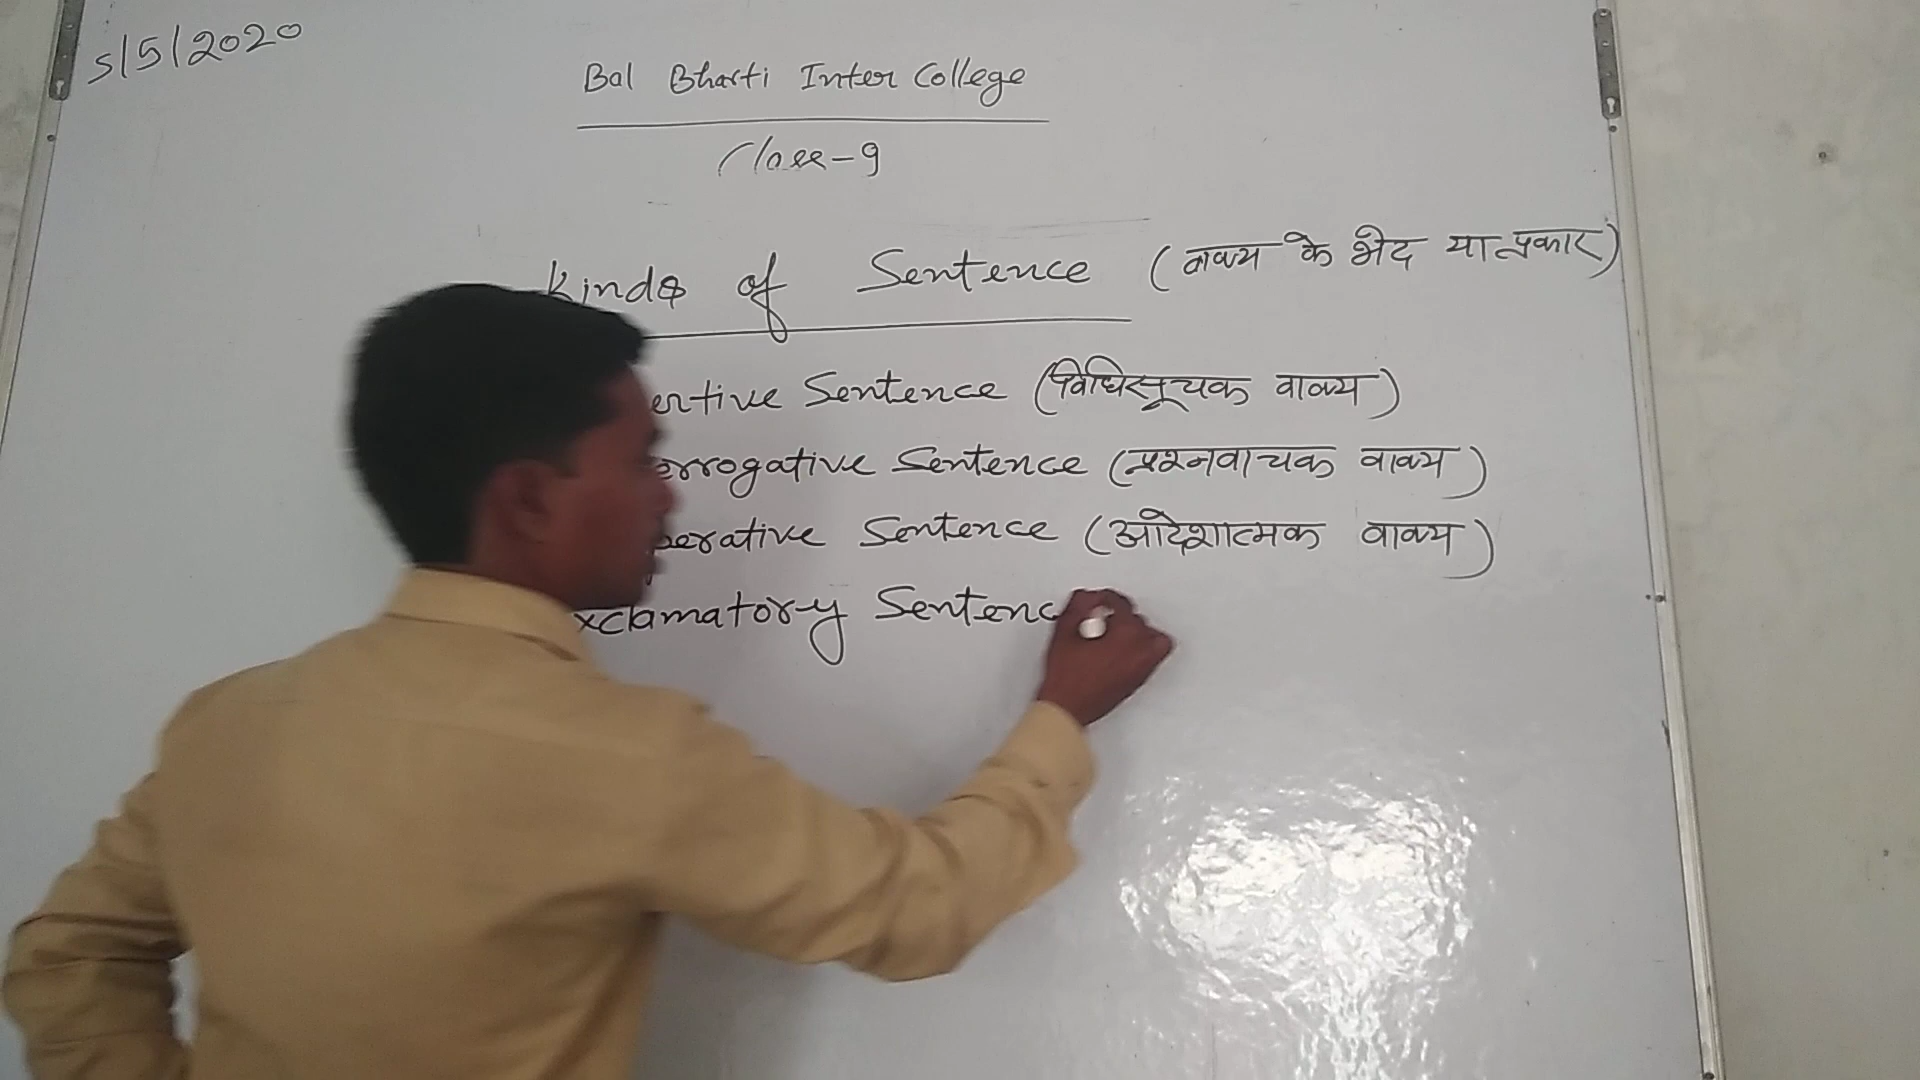 5/5/2020
Bal Bharti Inter College
Class-9
Kinds of Sentence (वाक्य के भेद या प्रकार)
ertive Sentence (विधिसूचक वाक्य)
errogative Sentence (प्रश्नवाचक वाक्य)
perative Sentence (आदेशात्मक वाक्य)
xclamatory Sentenc